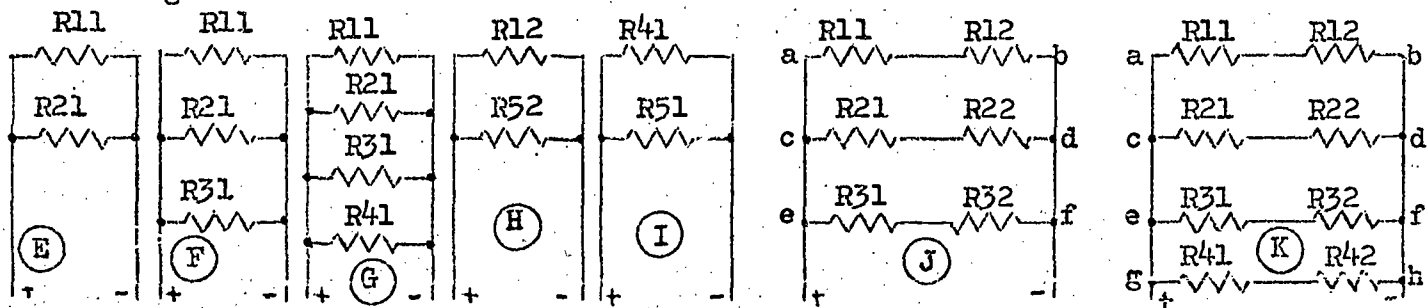 R11 R11 R11 R12 R41 a R11 R12 b a R11 R12 b
R21 R21 R21 R52 R51 c R21 R22 d c R21 R22 d
R31
R31 R41 e R31 R32 f e R31 R32 f
E F G H I J R41 K R42
g h
+ - + - + - + - + - + - + -